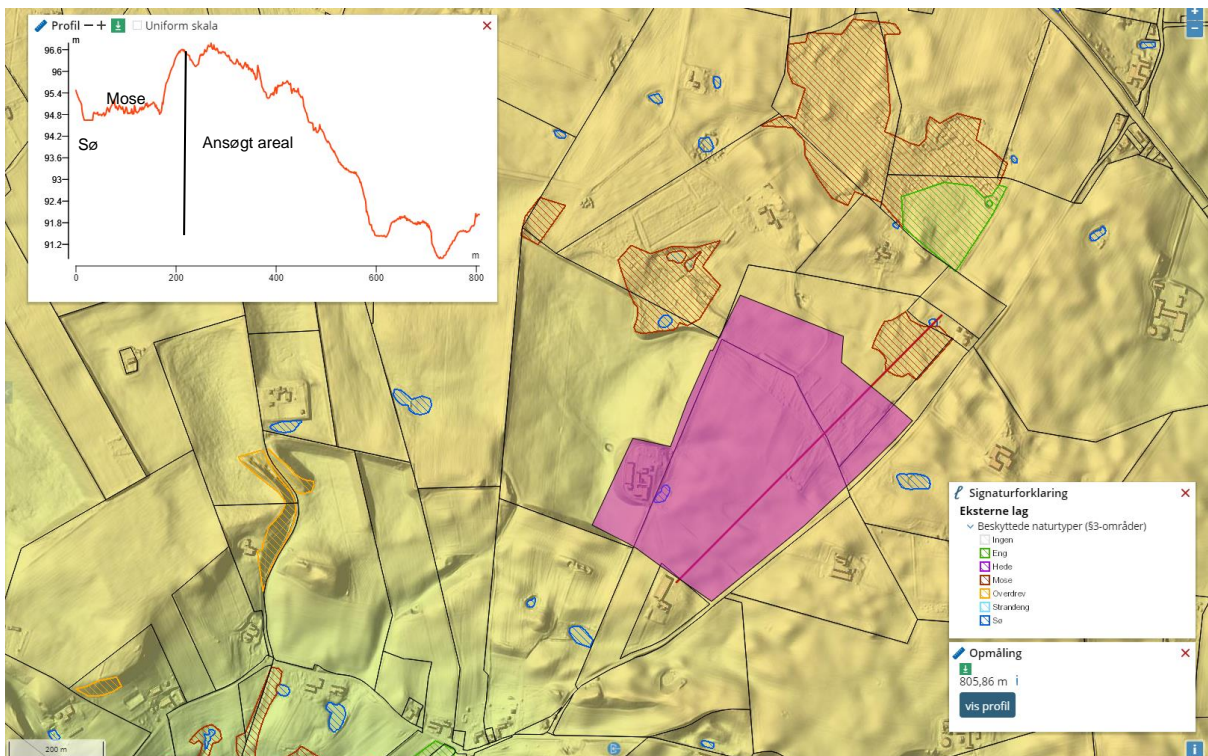 Profil − + Uniform skala
m
96.6
96
95.4
94.8
94.2
93.6
93
92.4
91.8
91.2
Mose
Sø
Ansøgt areal
m
0 200 400 600 800
+
−
Signaturforklaring
Eksterne lag
Beskyttede naturtyper (§3-områder)
Ingen
Eng
Hede
Mose
Overdrev
Strandeng
Sø
Opmåling
805,86 m i
vis profil
200 m
i